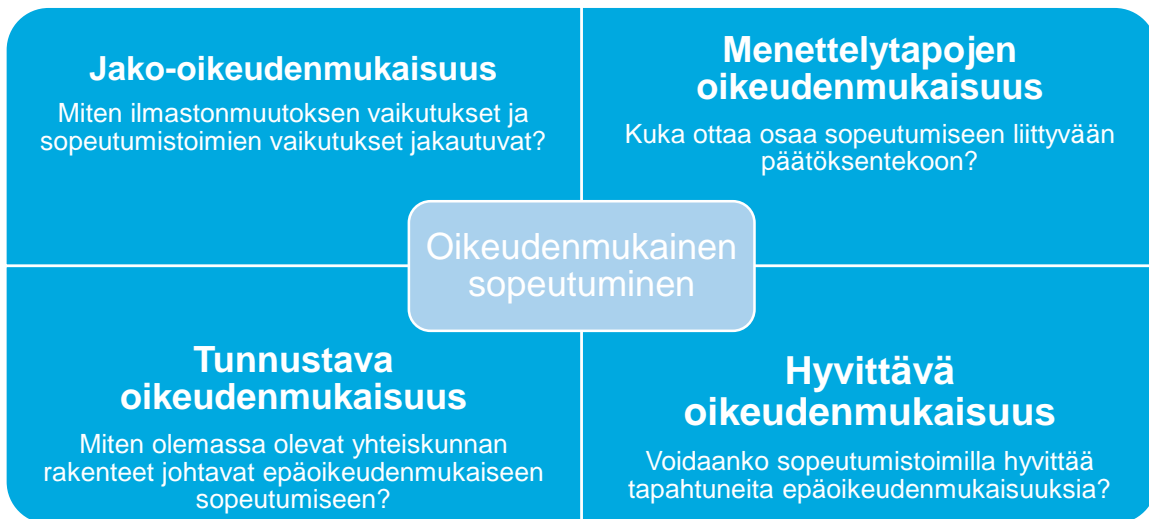 Jako-oikeudenmukaisuus
Miten ilmastonmuutoksen vaikutukset ja
sopeutumistoimien vaikutukset jakautuvat?
Menettelytapojen
oikeudenmukaisuus
Kuka ottaa osaa sopeutumiseen liittyvään
päätöksentekoon?
Oikeudenmukainen
sopeutuminen
Tunnustava
oikeudenmukaisuus
Miten olemassa olevat yhteiskunnan
rakenteet johtavat epäoikeudenmukaiseen
sopeutumiseen?
Hyvittävä
oikeudenmukaisuus
Voidaanko sopeutumistoimilla hyvittää
tapahtuneita epäoikeudenmukaisuuksia?